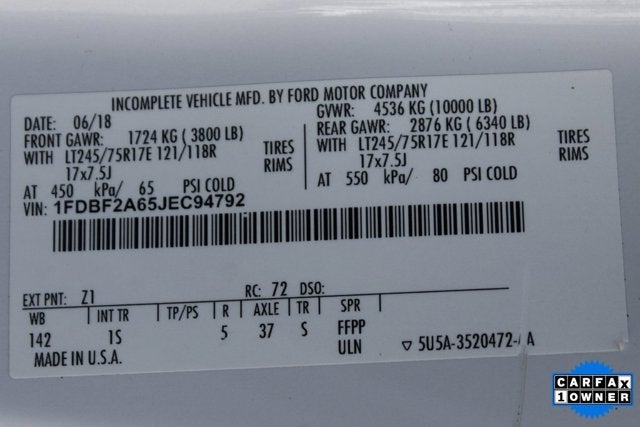 INCOMPLETE VEHICLE MFD. BY FORD MOTOR COMPANY
DATE: 06/18 GVWR: 4536 KG (10000 LB)
FRONT GAWR: 1724 KG ( 3800 LB) REAR GAWR: 2876 KG ( 6340 LB)
WITH LT245/75R17E 121/118R TIRES WITH LT245/75R17E 121/118R TIRES
17x7.5J RIMS 17x7.5J RIMS
AT 450 kPa/ 65 PSI COLD AT 550 kPa/ 80 PSI COLD
VIN: 1FDBF2A65JEC94792
EXT PNT: Z1 RC: 72 DSO:
WB INT TR TP/PS R AXLE TR SPR
142 1S 5 37 S FFPP
ULN
MADE IN U.S.A. 5U5A-3520472- A
CARFAX
1 OWNER